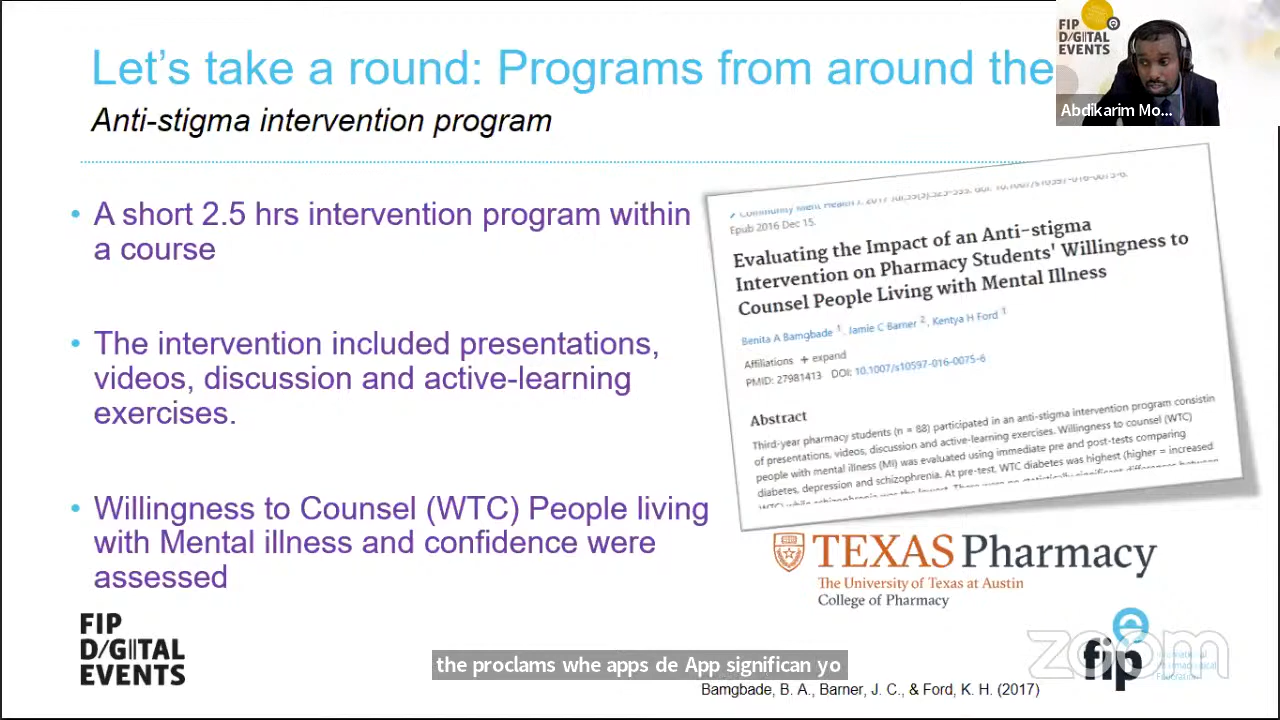 Let's take a round: Programs from around the
Anti-stigma intervention program
FIP
D/G/TAL
EVENTS
Abdikarim Mo...
• A short 2.5 hrs intervention program within
a course
• The intervention included presentations,
videos, discussion and active-learning
exercises.
• Willingness to Counsel (WTC) People living
with Mental illness and confidence were
assessed
Epub 2016 Dec 15.
Evaluating the Impact of an Anti-stigma
Intervention on Pharmacy Students' Willingness to
Counsel People Living with Mental Illness
Benita A Bamgbade 1, Jamie C Barner 2, Kentya H Ford 1
Affiliations + expand
PMID: 27981413 DOI: 10.1007/s10597-016-0075-6
Abstract
Third-year pharmacy students (n = 88) participated in an anti-stigma intervention program consistin
of presentations, videos, discussion and active-learning exercises. Willingness to counsel (WTC)
people with mental illness (MI) was evaluated using immediate pre and post-tests comparing
diabetes, depression and schizophrenia. At pre-test, WTC diabetes was highest (higher = increased
TEXAS Pharmacy
The University of Texas at Austin
College of Pharmacy
FIP
D/G/TAL
EVENTS
the proclams whe apps de App significan yo
Bamgbade, B. A., Barner, J. C., & Ford, K. H. (2017)
fip
zoom